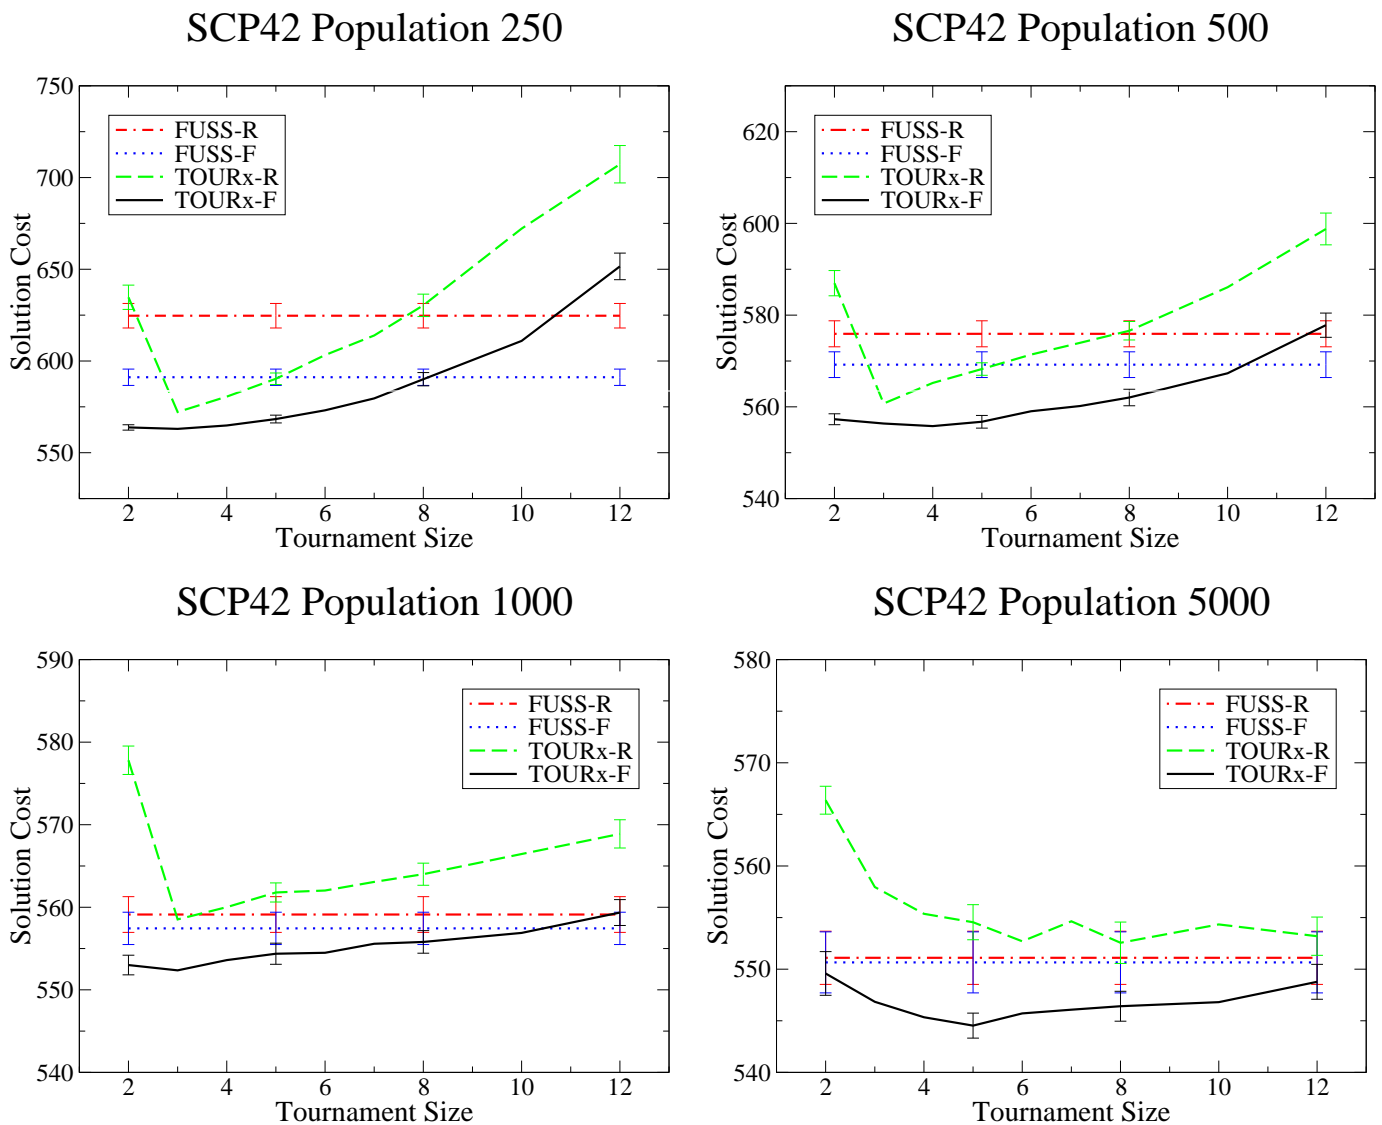 SCP42 Population 250
750
700
650
600
550
Solution Cost
FUSS-R
FUSS-F
TOURx-R
TOURx-F
2 4 6 8 10 12
Tournament Size
SCP42 Population 500
620
600
580
560
540
Solution Cost
FUSS-R
FUSS-F
TOURx-R
TOURx-F
2 4 6 8 10 12
Tournament Size
SCP42 Population 1000
590
580
570
560
550
540
Solution Cost
FUSS-R
FUSS-F
TOURx-R
TOURx-F
2 4 6 8 10 12
Tournament Size
SCP42 Population 5000
580
570
560
550
540
Solution Cost
FUSS-R
FUSS-F
TOURx-R
TOURx-F
2 4 6 8 10 12
Tournament Size